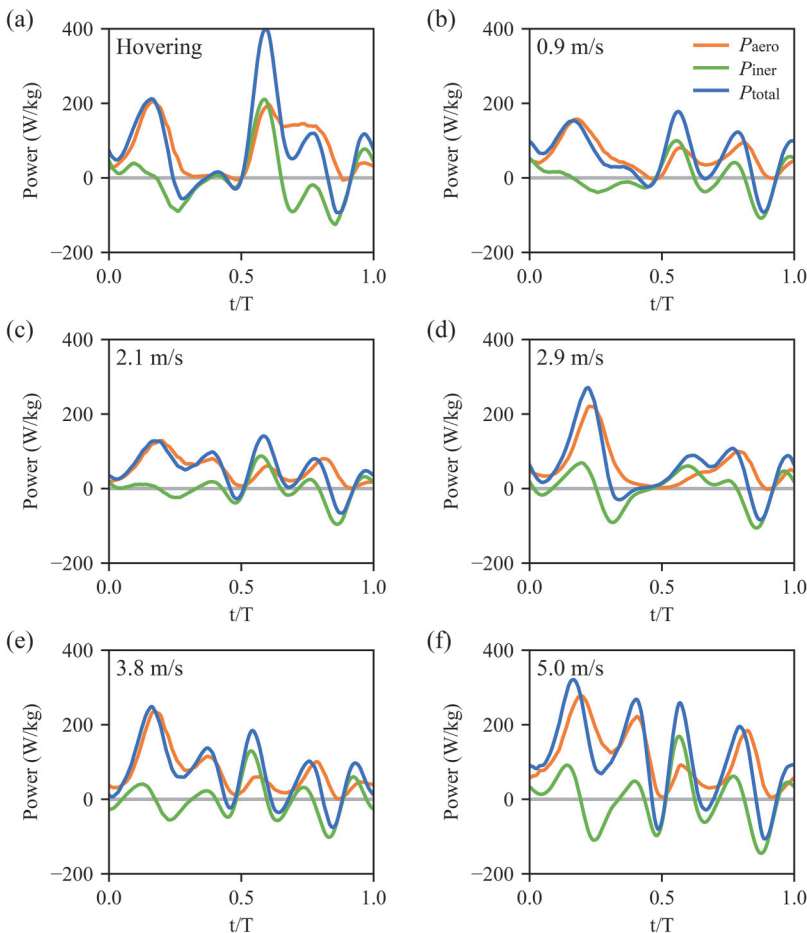 (a)
Hovering
Power (W/kg)
400
200
0
−200
0.0 0.5 1.0
t/T
(b)
0.9 m/s
Paero
Piner
Ptotal
Power (W/kg)
400
200
0
−200
0.0 0.5 1.0
t/T
(c)
2.1 m/s
Power (W/kg)
400
200
0
−200
0.0 0.5 1.0
t/T
(d)
2.9 m/s
Power (W/kg)
400
200
0
−200
0.0 0.5 1.0
t/T
(e)
3.8 m/s
Power (W/kg)
400
200
0
−200
0.0 0.5 1.0
t/T
(f)
5.0 m/s
Power (W/kg)
400
200
0
−200
0.0 0.5 1.0
t/T